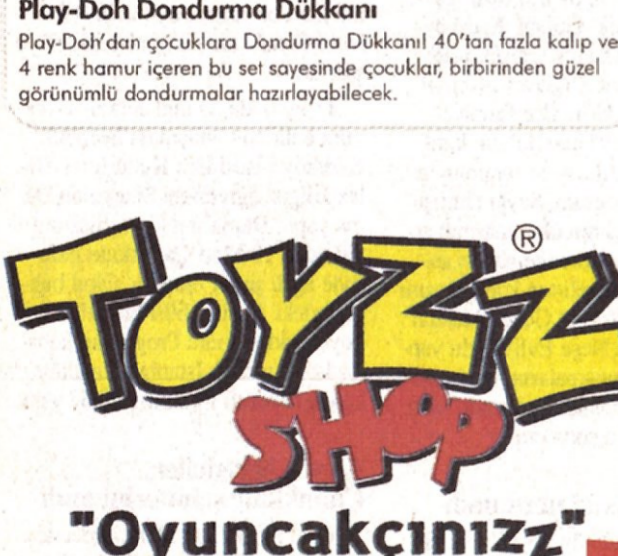 Play-Doh Dondurma Dükkanı
Play-Doh'dan çocuklara Dondurma Dükkanı! 40'tan fazla kalıp ve
4 renk hamur içeren bu set sayesinde çocuklar, birbirinden güzel
görünümlü dondurmalar hazırlayabilecek.
TOYZZ®
SHOP
"Oyuncakçınızz"